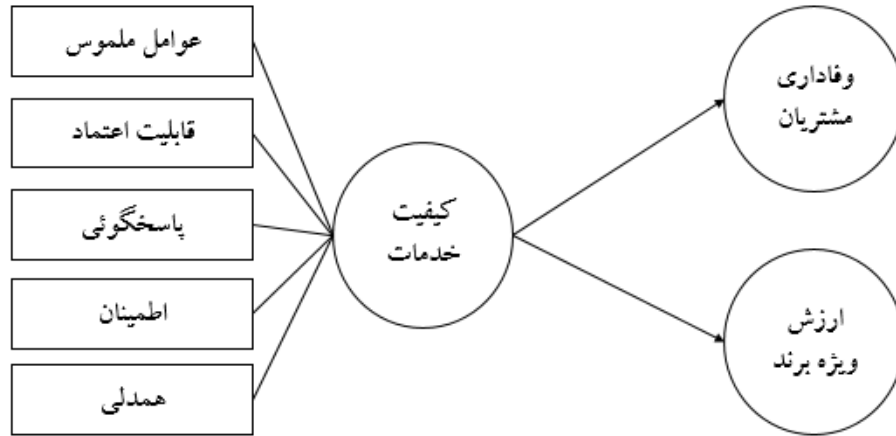 عوامل ملموس
قابلیت اعتماد
پاسخگوئی
اطمینان
همدلی
کیفیت
خدمات
وفاداری
مشتریان
ارزش
ویژه برند